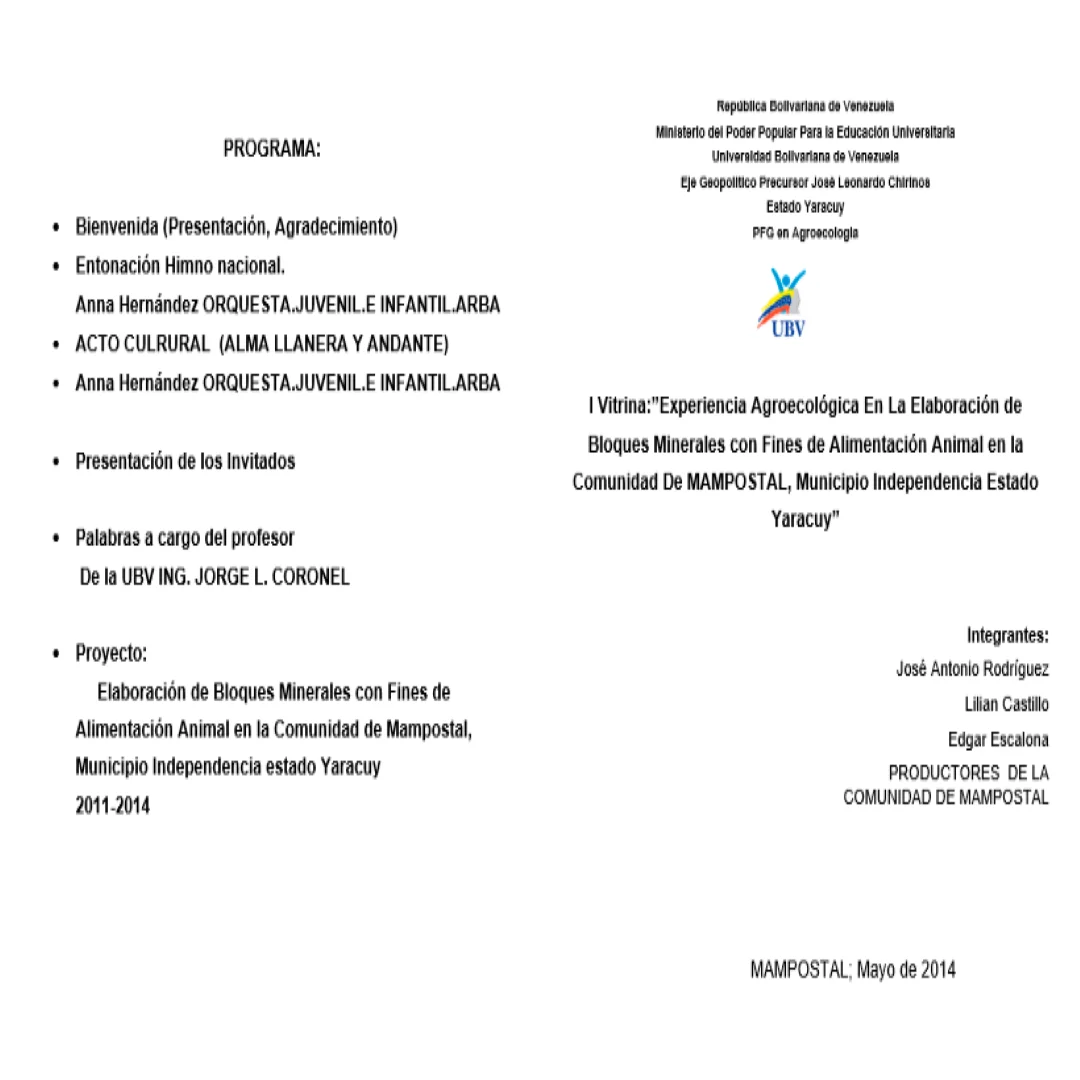 PROGRAMA:
• Bienvenida (Presentación, Agradecimiento)
• Entonación Himno nacional.
Anna Hernández ORQUESTA.JUVENIL.E INFANTIL.ARBA
• ACTO CULRURAL (ALMA LLANERA Y ANDANTE)
• Anna Hernández ORQUESTA.JUVENIL.E INFANTIL.ARBA
• Presentación de los Invitados
• Palabras a cargo del profesor
De la UBV ING. JORGE L. CORONEL
• Proyecto:
Elaboración de Bloques Minerales con Fines de
Alimentación Animal en la Comunidad de Mampostal,
Municipio Independencia estado Yaracuy
2011-2014
República Bolivariana de Venezuela
Ministerio del Poder Popular Para la Educación Universitaria
Universidad Bolivariana de Venezuela
Eje Geopolítico Precursor José Leonardo Chirinos
Estado Yaracuy
PFG en Agroecología
UBV
I Vitrina:”Experiencia Agroecológica En La Elaboración de
Bloques Minerales con Fines de Alimentación Animal en la
Comunidad De MAMPOSTAL, Municipio Independencia Estado
Yaracuy”
Integrantes:
José Antonio Rodríguez
Lilian Castillo
Edgar Escalona
PRODUCTORES DE LA
COMUNIDAD DE MAMPOSTAL
MAMPOSTAL; Mayo de 2014